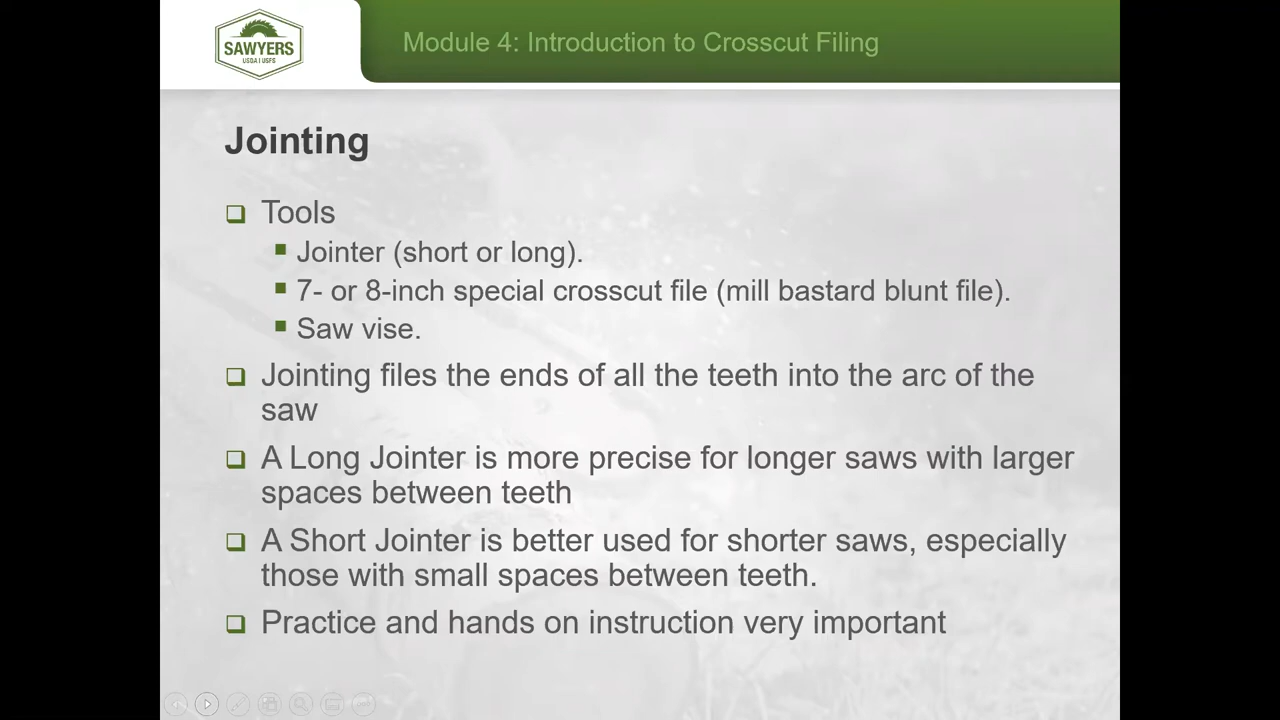 SAWYERS
USDA | USFS
Module 4: Introduction to Crosscut Filing
Jointing
Tools
Jointer (short or long).
7- or 8-inch special crosscut file (mill bastard blunt file).
Saw vise.
Jointing files the ends of all the teeth into the arc of the
saw
A Long Jointer is more precise for longer saws with larger
spaces between teeth
A Short Jointer is better used for shorter saws, especially
those with small spaces between teeth.
Practice and hands on instruction very important